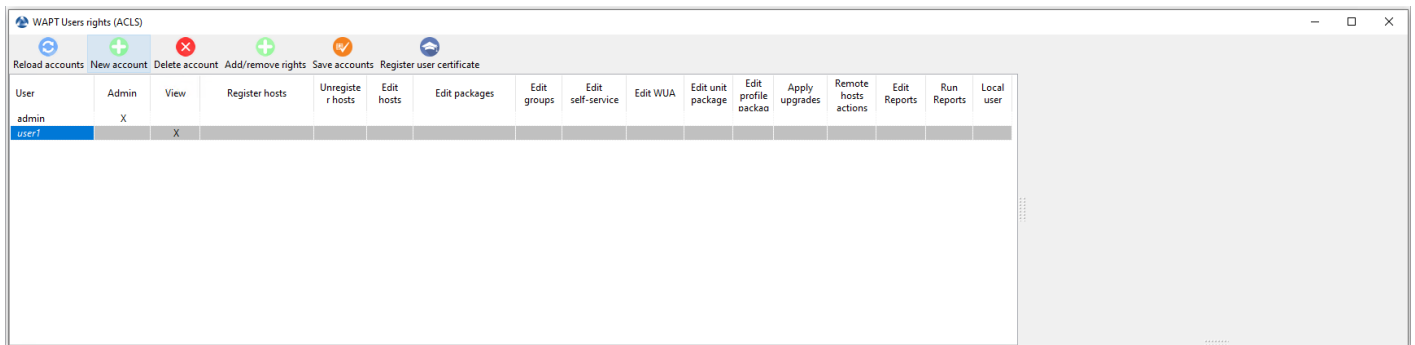 WAPT Users rights (ACLS)
Reload accounts New account Delete account Add/remove rights Save accounts Register user certificate
User Admin View Register hosts Unregiste r hosts Edit hosts Edit packages Edit groups Edit self-service Edit WUA Edit unit package Edit profile packag Apply upgrades Remote hosts actions Edit Reports Run Reports Local user
admin X
user1 X